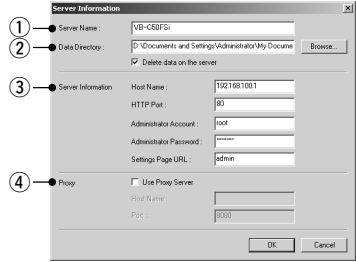 Server Information
① Server Name : VB-C50FSi
② Data Directory : D:\Documents and Settings\Administrator\My Docume Browse...
Delete data on the server
③ Server Information Host Name : 192.168.100.1
HTTP Port : 80
Administrator Account : root
Administrator Password : ********
Settings Page URL : admin
④ Proxy Use Proxy Server
Host Name :
Port : 8080
OK Cancel